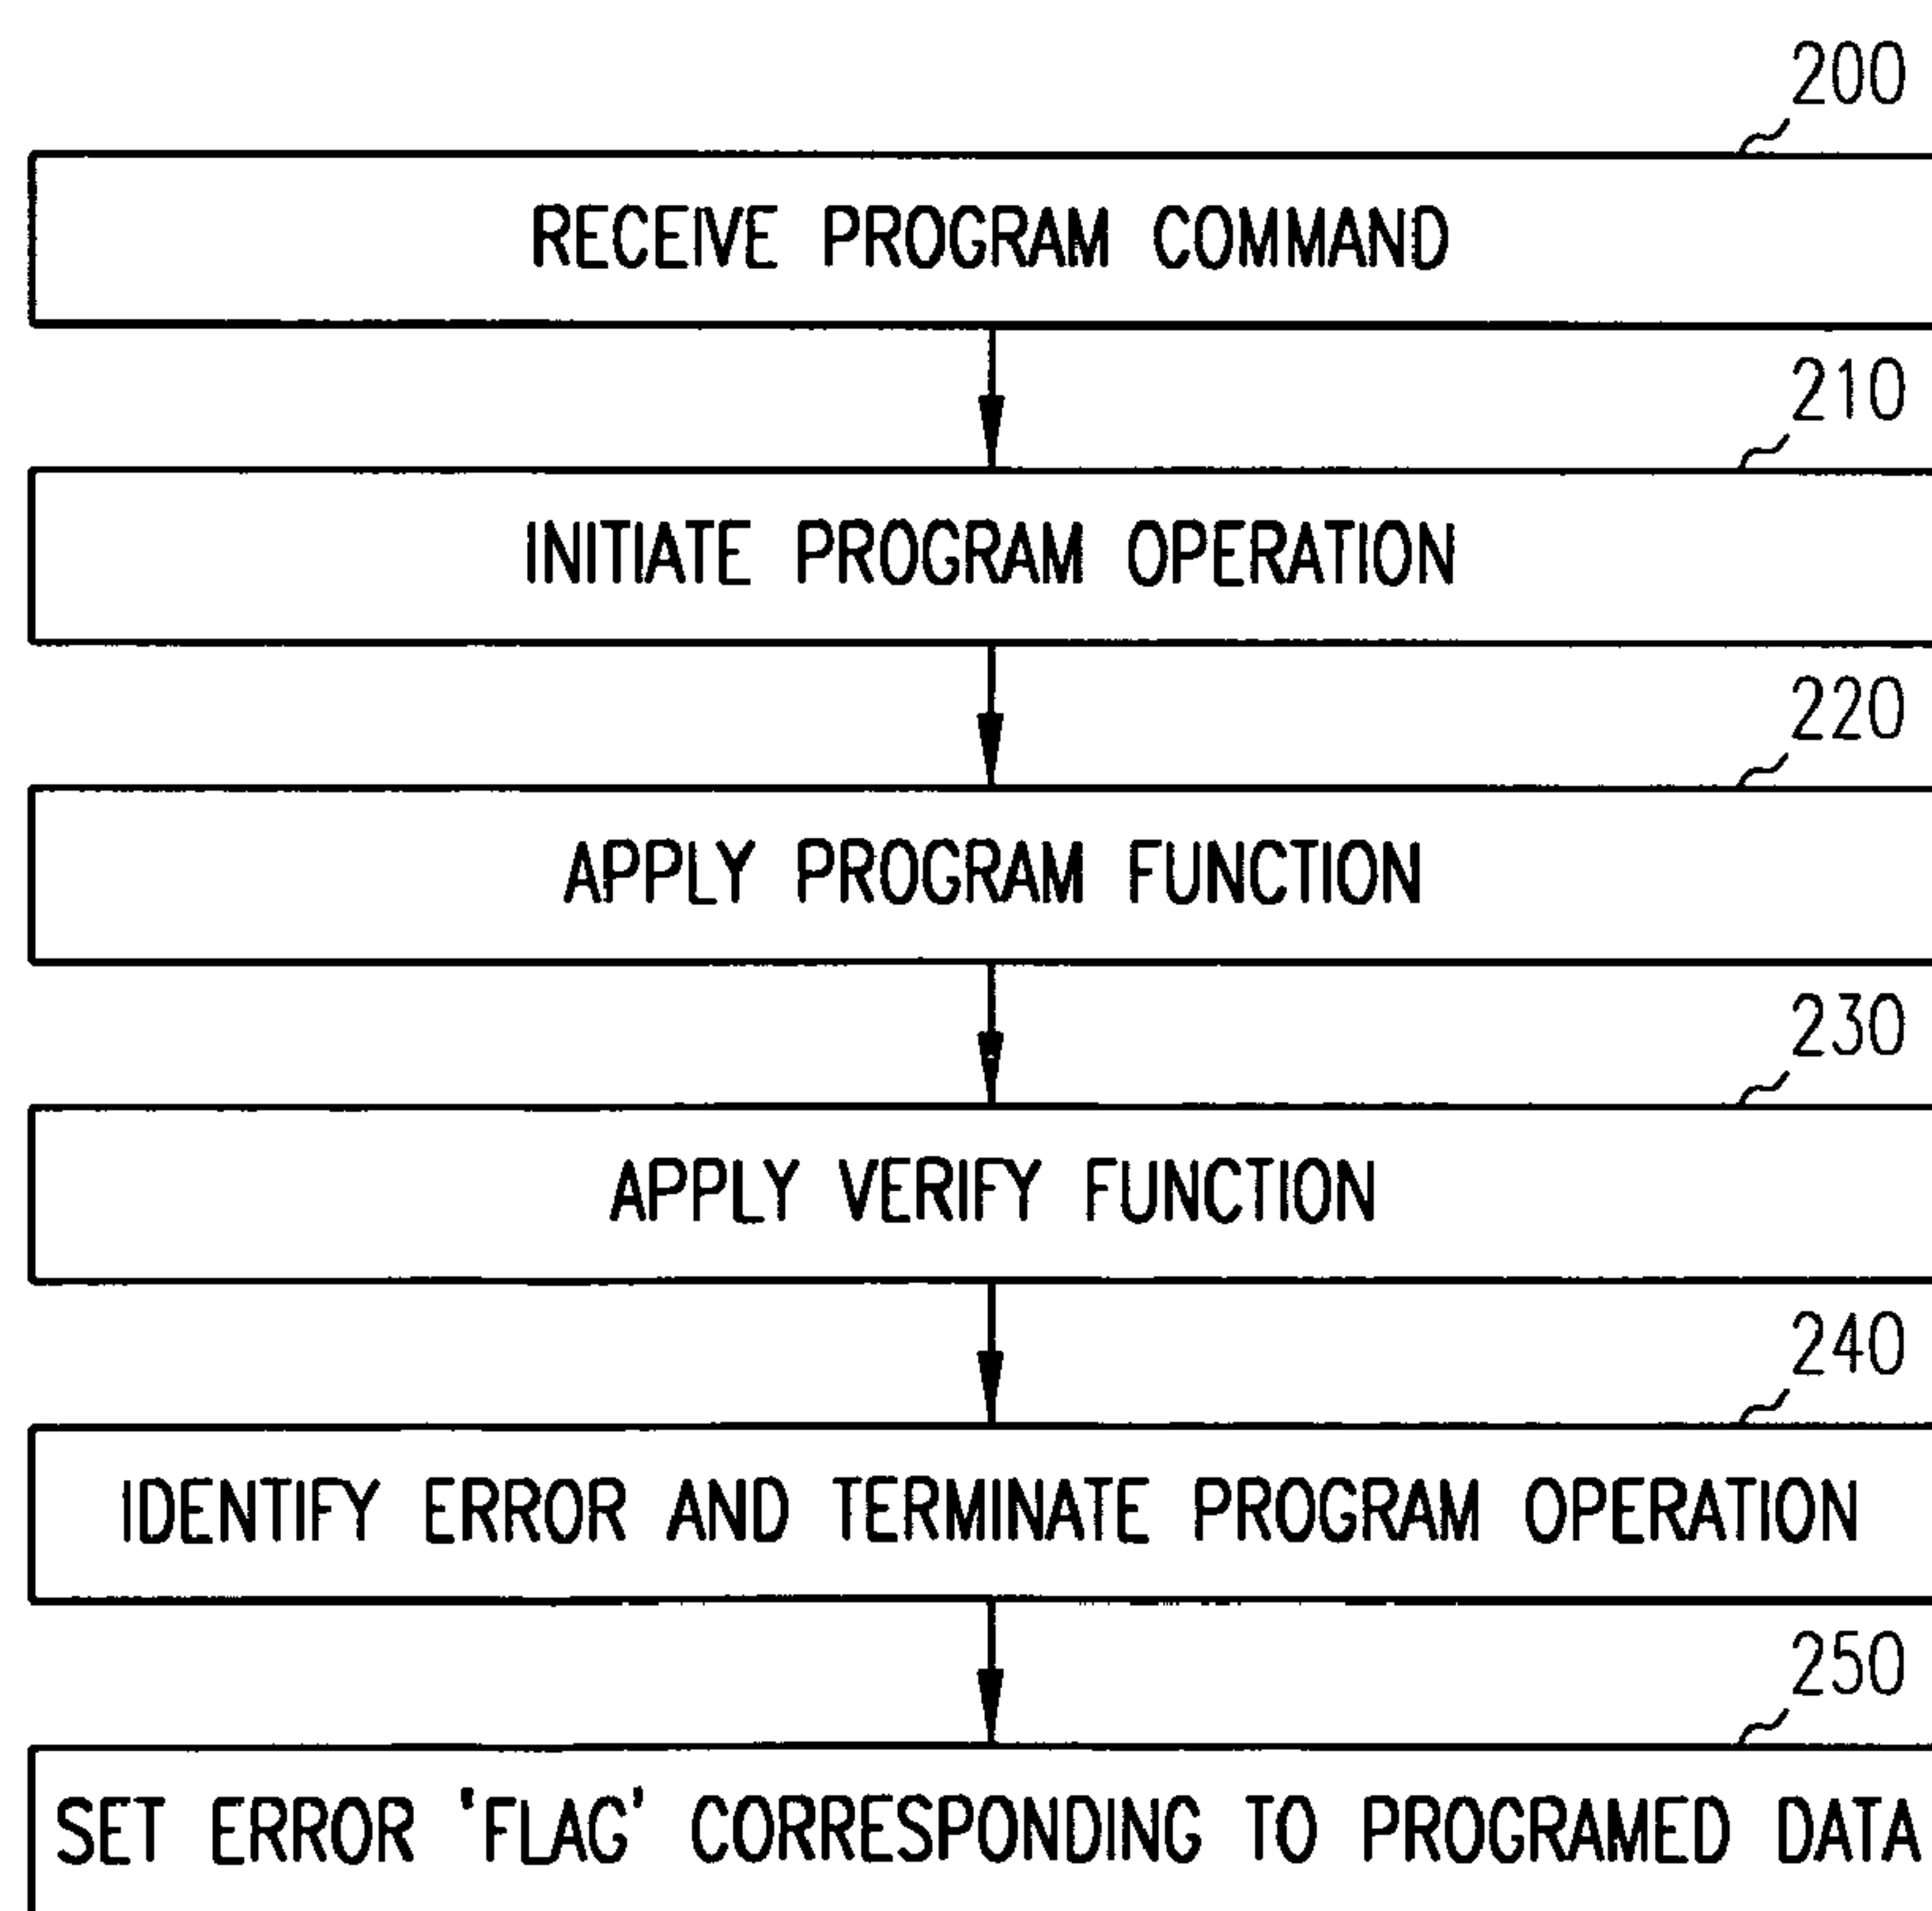 200
RECEIVE PROGRAM COMMAND
210
INITIATE PROGRAM OPERATION
220
APPLY PROGRAM FUNCTION
230
APPLY VERIFY FUNCTION
240
IDENTIFY ERROR AND TERMINATE PROGRAM OPERATION
250
SET ERROR 'FLAG' CORRESPONDING TO PROGRAMED DATA